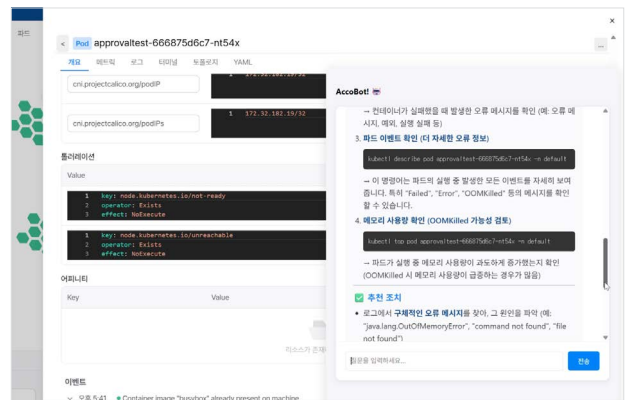 파드
×
< Pod approvaltest-666875d6c7-nt54x
...
개요 메트릭 로그 터미널 토폴로지 YAML
cni.projectcalico.org/podIP
1 172.32.182.19/32
cni.projectcalico.org/podIPs
1 172.32.182.19/32
톨러레이션
Value
1 key: node.kubernetes.io/not-ready
2 operator: Exists
3 effect: NoExecute
1 key: node.kubernetes.io/unreachable
2 operator: Exists
3 effect: NoExecute
어피니티
Key Value
리소스가 존재
이벤트
오후 5:41 Container image "busybox" already present on machine
AccoBot!
→ 컨테이너가 실패했을 때 발생한 오류 메시지를 확인 (예: 오류 메
시지, 예외, 실행 실패 등)
3. 파드 이벤트 확인 (더 자세한 오류 정보)
kubectl describe pod approvaltest-666875d6c7-nt54x -n default
→ 이 명령어는 파드의 실행 중 발생한 모든 이벤트를 자세히 보여
줍니다. 특히 "Failed", "Error", "OOMKilled" 등의 메시지를 확인
할 수 있습니다.
4. 메모리 사용량 확인 (OOMKilled 가능성 검토)
kubectl top pod approvaltest-666875d6c7-nt54x -n default
→ 파드가 실행 중 메모리 사용량이 과도하게 증가했는지 확인
(OOMKilled 시 메모리 사용량이 급증하는 경우가 많음)
✅ 추천 조치
• 로그에서 구체적인 오류 메시지를 찾아, 그 원인을 파악 (예:
"java.lang.OutOfMemoryError", "command not found", "file
not found")
질문을 입력하세요...
전송